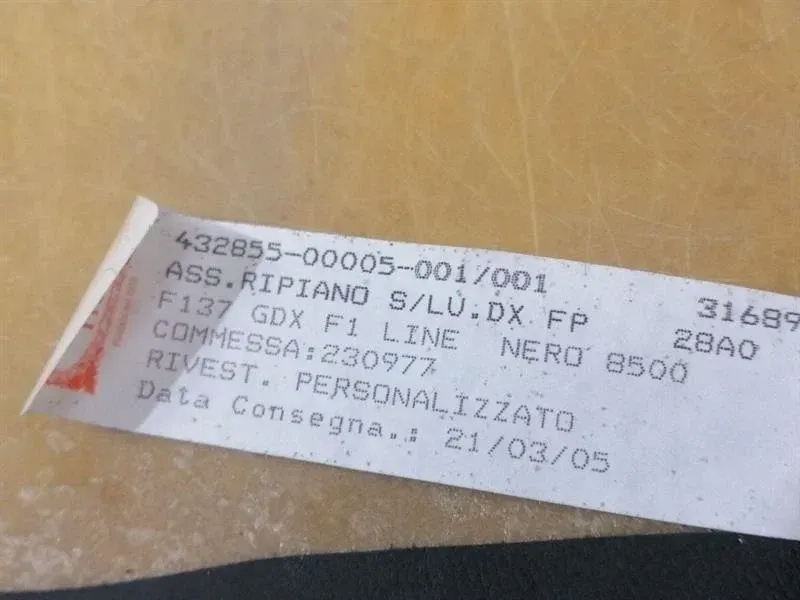 432855-00005-001/001 31689
ASS.RIPIANO S/LU.DX FP 28A0
F137 GDX F1 LINE NERO 8500
COMMESSA:230977
RIVEST. PERSONALIZZATO
Data Consegna.: 21/03/05